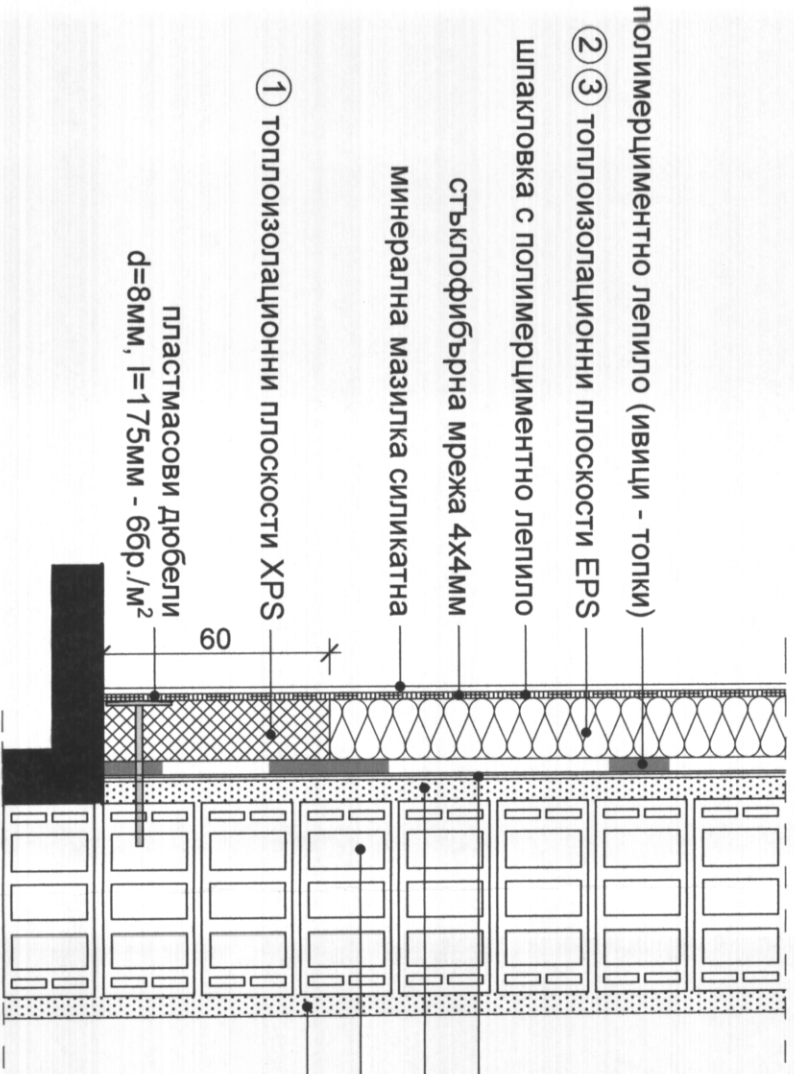 полимерциментно лепило (ивици - топки)
②③ топлоизолационни плоскости EPS
шпакловка с полимерциментно лепило
стъклофибърна мрежа 4x4мм
минерална мазилка силикатна
① топлоизолационни плоскости XPS
пластмасови дюбели
d=8мм, l=175мм - 6бр./м²
60